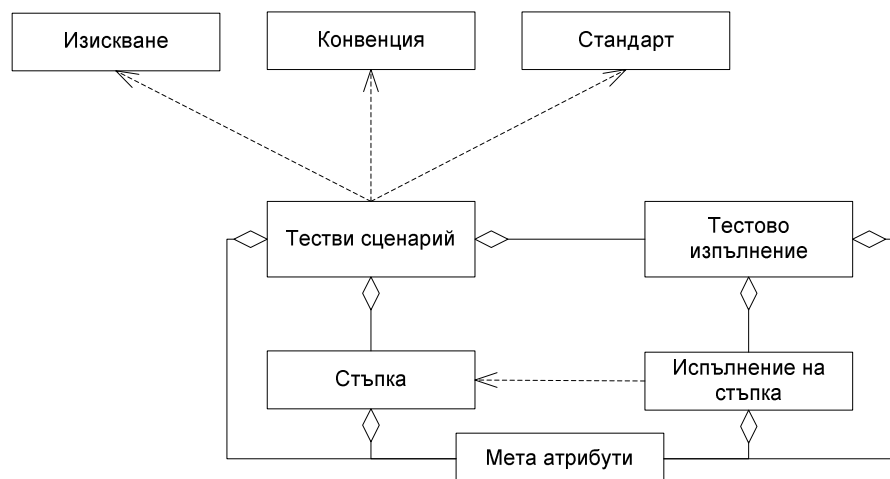 Изискване
Конвенция
Стандарт
Тестви сценарий
Тестово
изпълнение
Стъпка
Испълнение на
стъпка
Мета атрибути